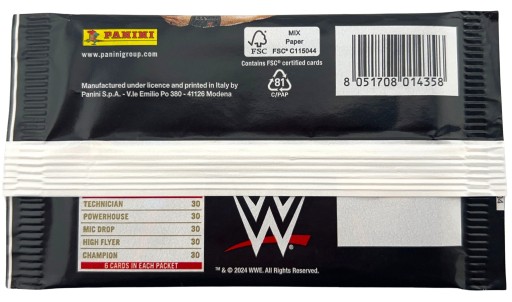 PANINI
www.paninigroup.com
FSC
MIX
Paper
FSC® C115044
Contains FSC® certified cards
81
C/PAP
8 051708 014358
Manufactured under licence and printed in Italy by
Panini S.p.A. - V.le Emilio Po 380 - 41126 Modena
TECHNICIAN 30
POWERHOUSE 30
MIC DROP 30
HIGH FLYER 30
CHAMPION 30
6 CARDS IN EACH PACKET
W
™ & © 2024 WWE. All Rights Reserved.